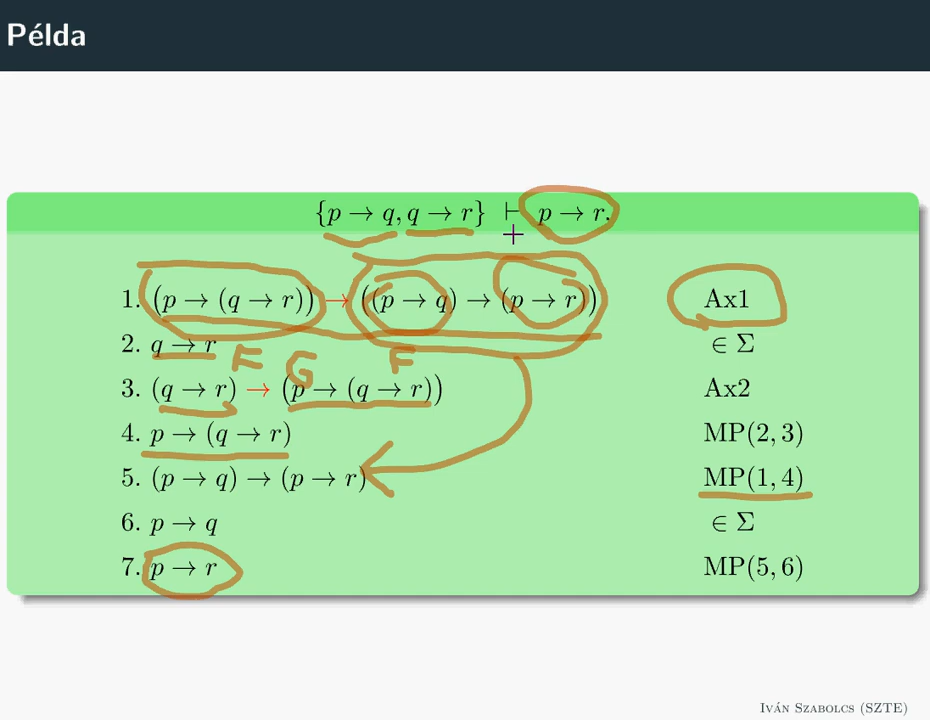 Példa
{p → q, q → r} ⊢ p → r.
1. (p → (q → r)) → ((p → q) → (p → r)) Ax1
2. q → r ∈ Σ
F G F
3. (q → r) → (p → (q → r)) Ax2
4. p → (q → r) MP(2, 3)
5. (p → q) → (p → r) MP(1, 4)
6. p → q ∈ Σ
7. p → r MP(5, 6)
Iván Szabolcs (SZTE)